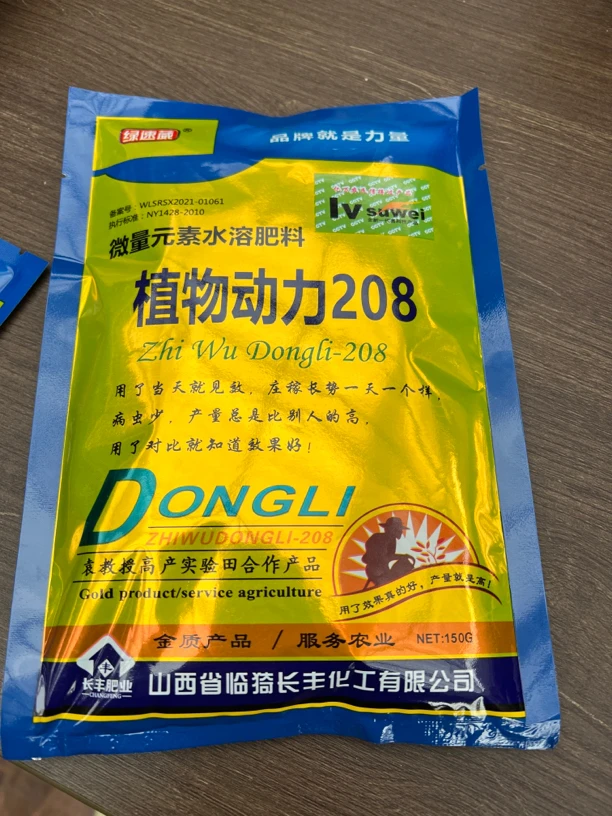 绿速威®
品牌就是力量
备案号：WLSRSX2021-01061
执行标准：NY1428-2010
lv suwei
微量元素水溶肥料
植物动力208
Zhi Wu Dongli-208
用了当天就见效，庄稼长势一天一个样，
病虫少，产量总是比别人的高，
用了对比就知道效果好！
DONGLI
ZHIWUDONGLI-208
袁教授高产实验田合作产品
Gold product/service agriculture
用了效果真的好，产量就是高！
金质产品 / 服务农业 NET:150G
长丰肥业
CHANGFENG
山西省临猗长丰化工有限公司